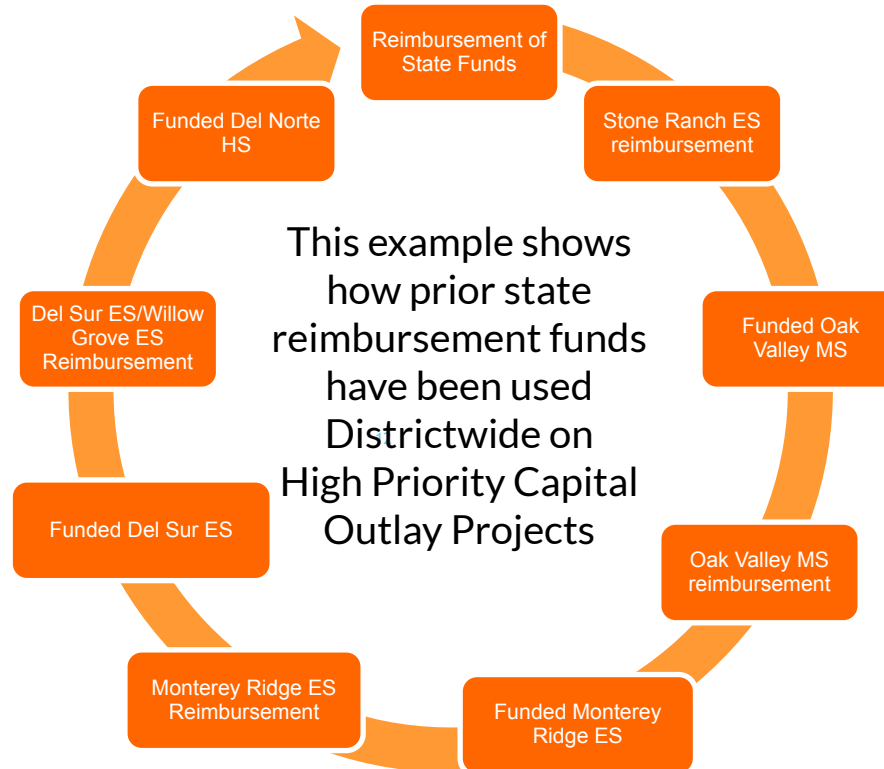 Reimbursement of
State Funds
Stone Ranch ES
reimbursement
Funded Oak
Valley MS
Oak Valley MS
reimbursement
Funded Monterey
Ridge ES
Monterey Ridge ES
Reimbursement
Funded Del Sur ES
Del Sur ES/Willow
Grove ES
Reimbursement
Funded Del Norte
HS
This example shows
how prior state
reimbursement funds
have been used
Districtwide on
High Priority Capital
Outlay Projects